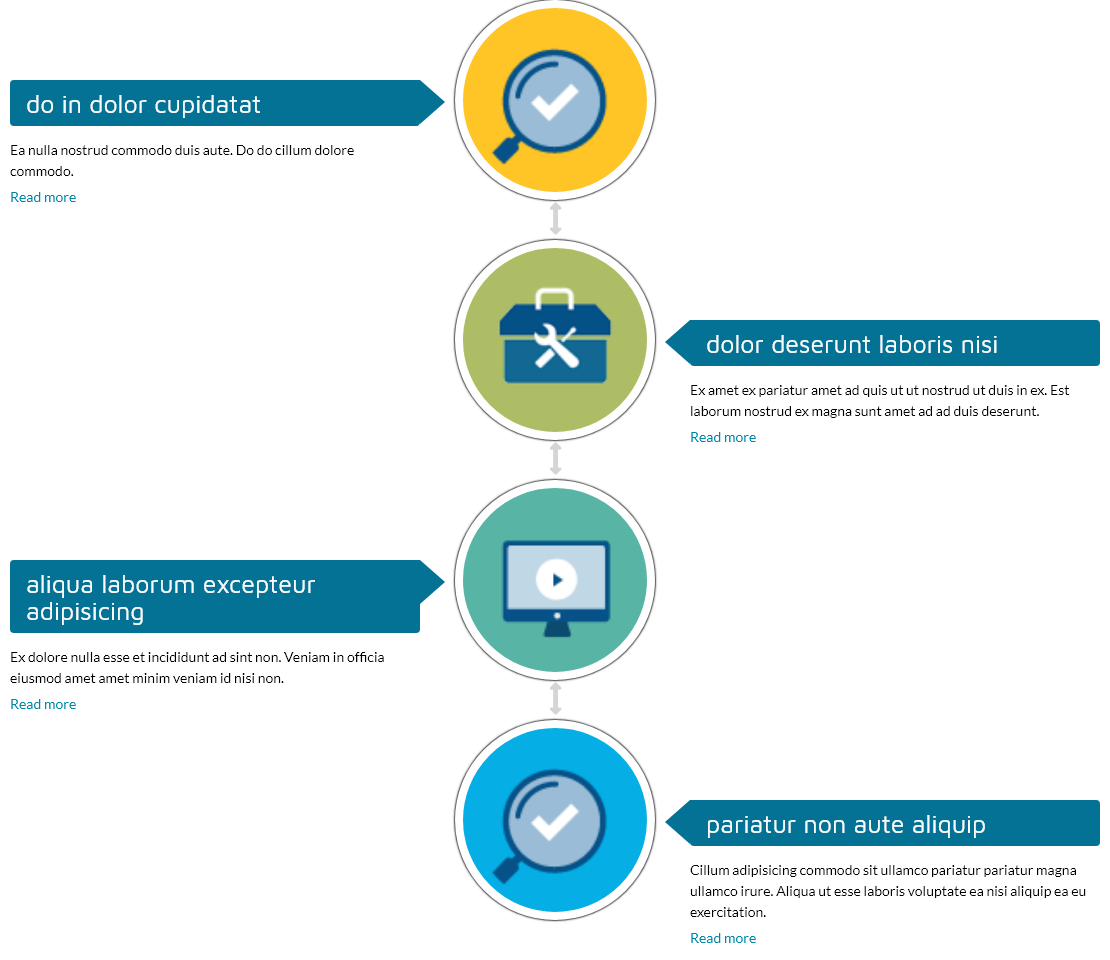 do in dolor cupidatat
Ea nulla nostrud commodo duis aute. Do do cillum dolore
commodo.
Read more
dolor deserunt laboris nisi
Ex amet ex pariatur amet ad quis ut ut nostrud ut duis in ex. Est
laborum nostrud ex magna sunt amet ad ad duis deserunt.
Read more
aliqua laborum excepteur
adipisicing
Ex dolore nulla esse et incididunt ad sint non. Veniam in officia
eiusmod amet amet minim veniam id nisi non.
Read more
pariatur non aute aliquip
Cillum adipisicing commodo sit ullamco pariatur pariatur magna
ullamco irure. Aliqua ut esse laboris voluptate ea nisi aliquip ea eu
exercitation.
Read more